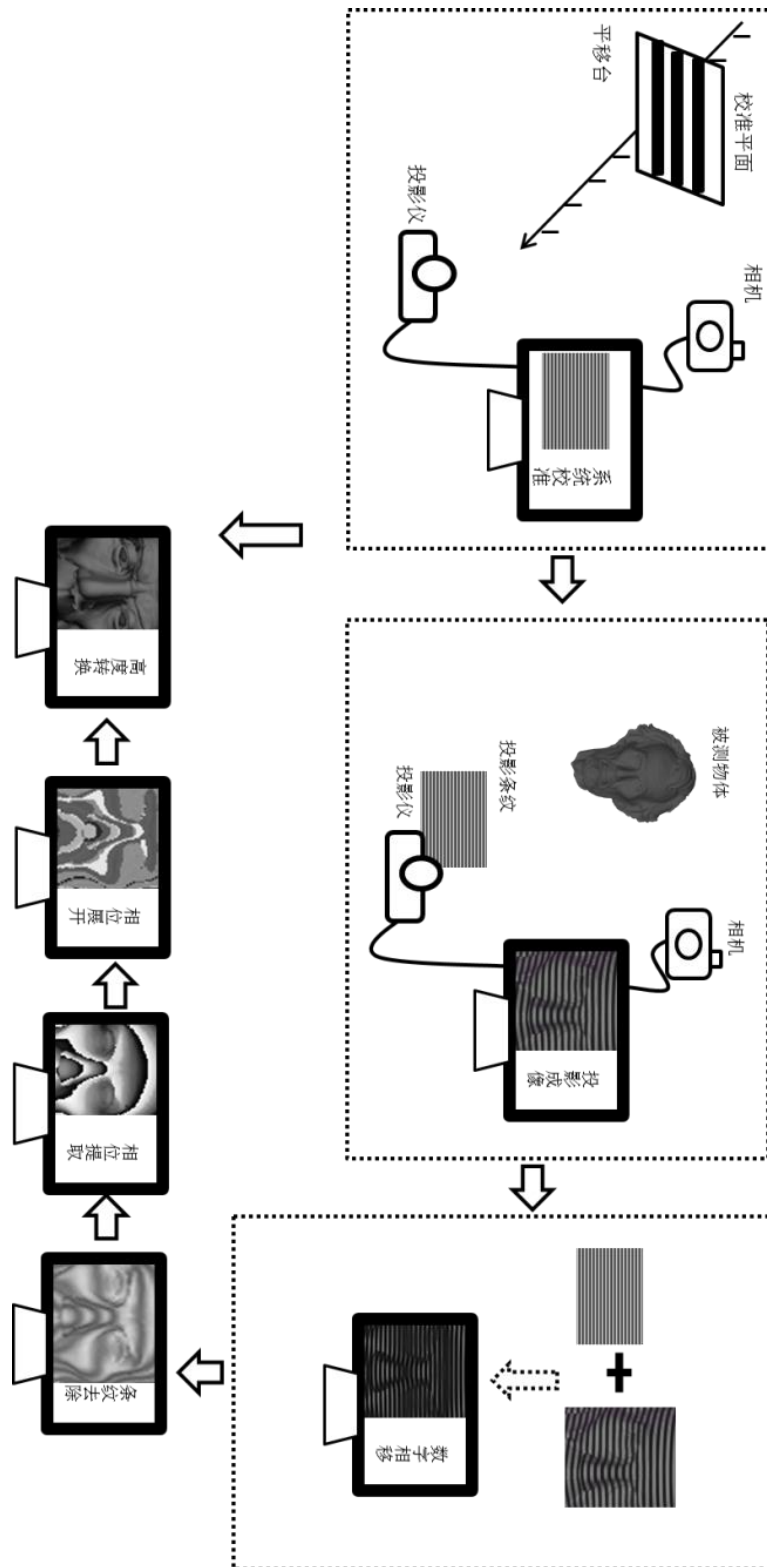 校准平面
平移台
相机
投影仪
系统校准
被测物体
投影条纹
投影仪
相机
投影成像
数字相移
条纹去除
相位提取
相位展开
高度转换